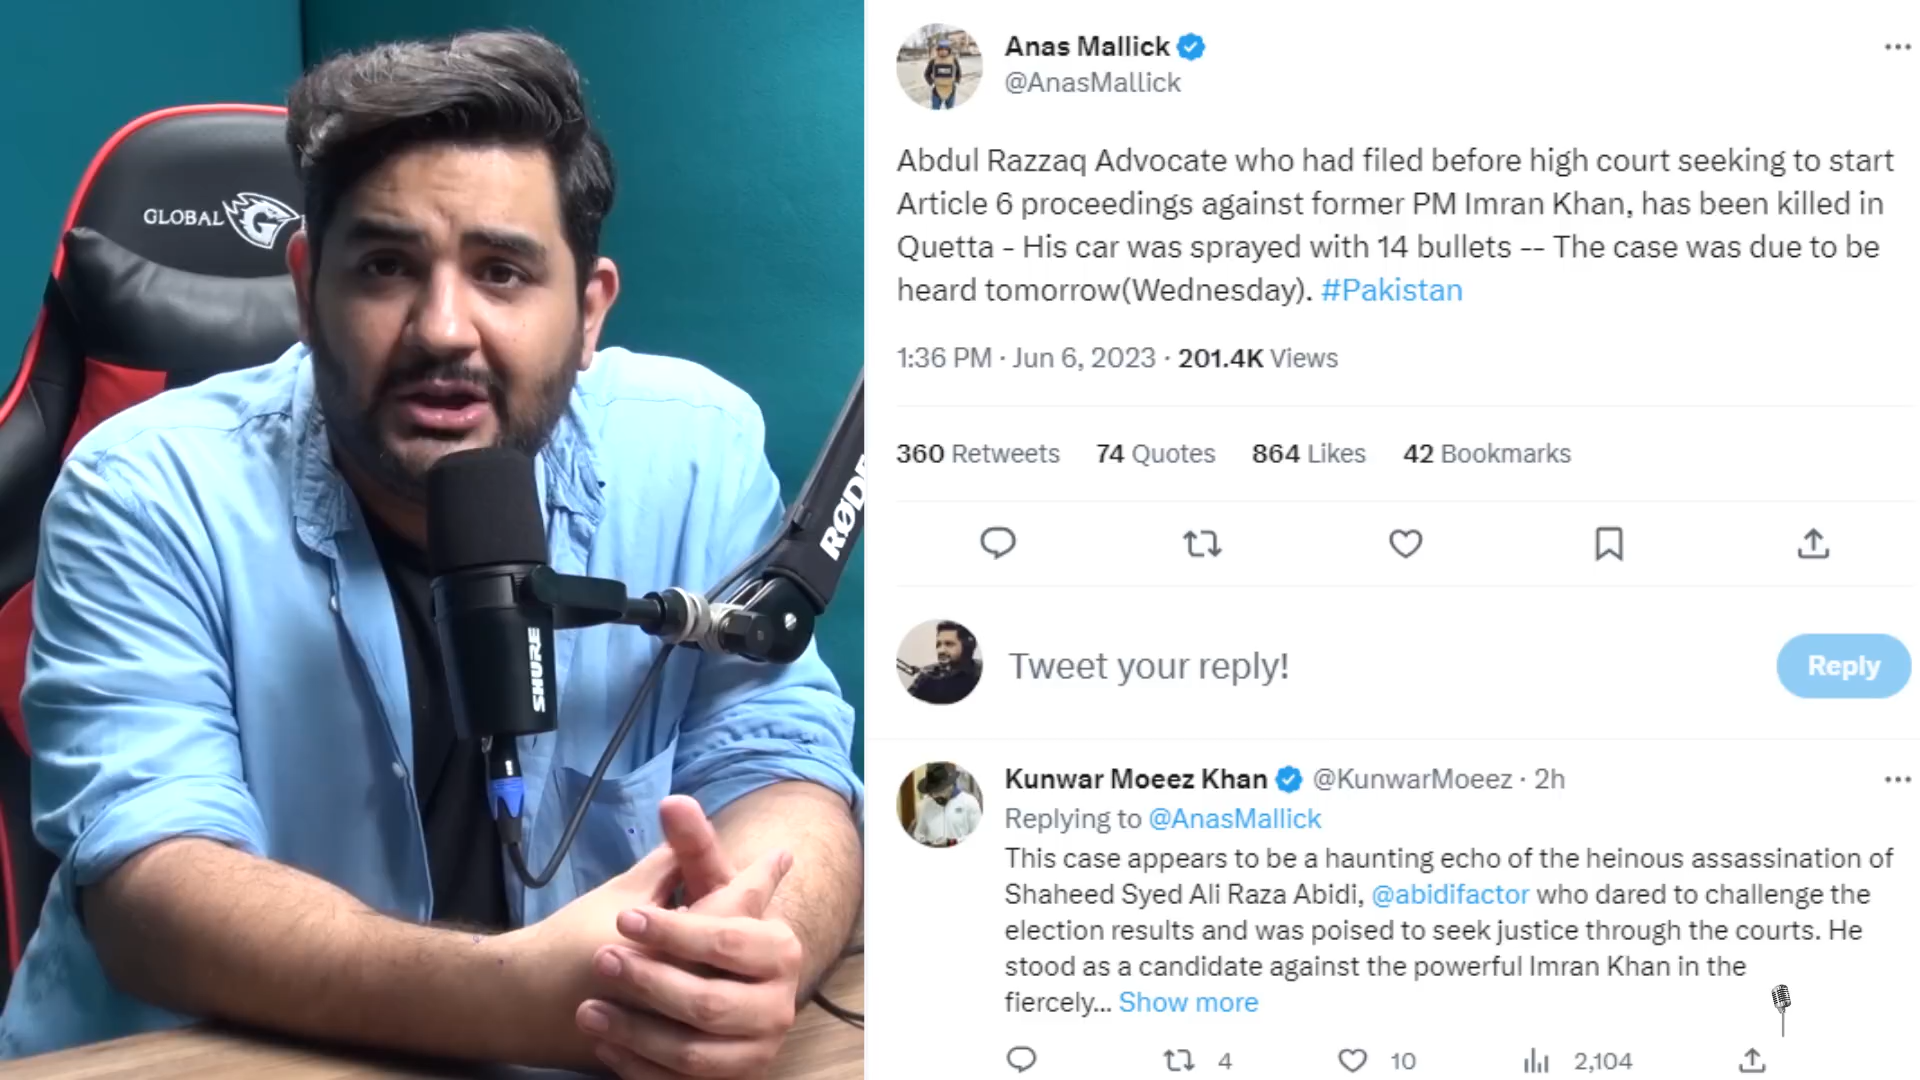 GLOBAL
RØDE
SHURE
Anas Mallick
@AnasMallick
Abdul Razzaq Advocate who had filed before high court seeking to start
Article 6 proceedings against former PM Imran Khan, has been killed in
Quetta - His car was sprayed with 14 bullets -- The case was due to be
heard tomorrow(Wednesday). #Pakistan
1:36 PM · Jun 6, 2023 · 201.4K Views
360 Retweets 74 Quotes 864 Likes 42 Bookmarks
Tweet your reply!
Reply
Kunwar Moeez Khan @KunwarMoeez · 2h
Replying to @AnasMallick
This case appears to be a haunting echo of the heinous assassination of
Shaheed Syed Ali Raza Abidi, @abidifactor who dared to challenge the
election results and was poised to seek justice through the courts. He
stood as a candidate against the powerful Imran Khan in the
fiercely... Show more
4 10 2,104